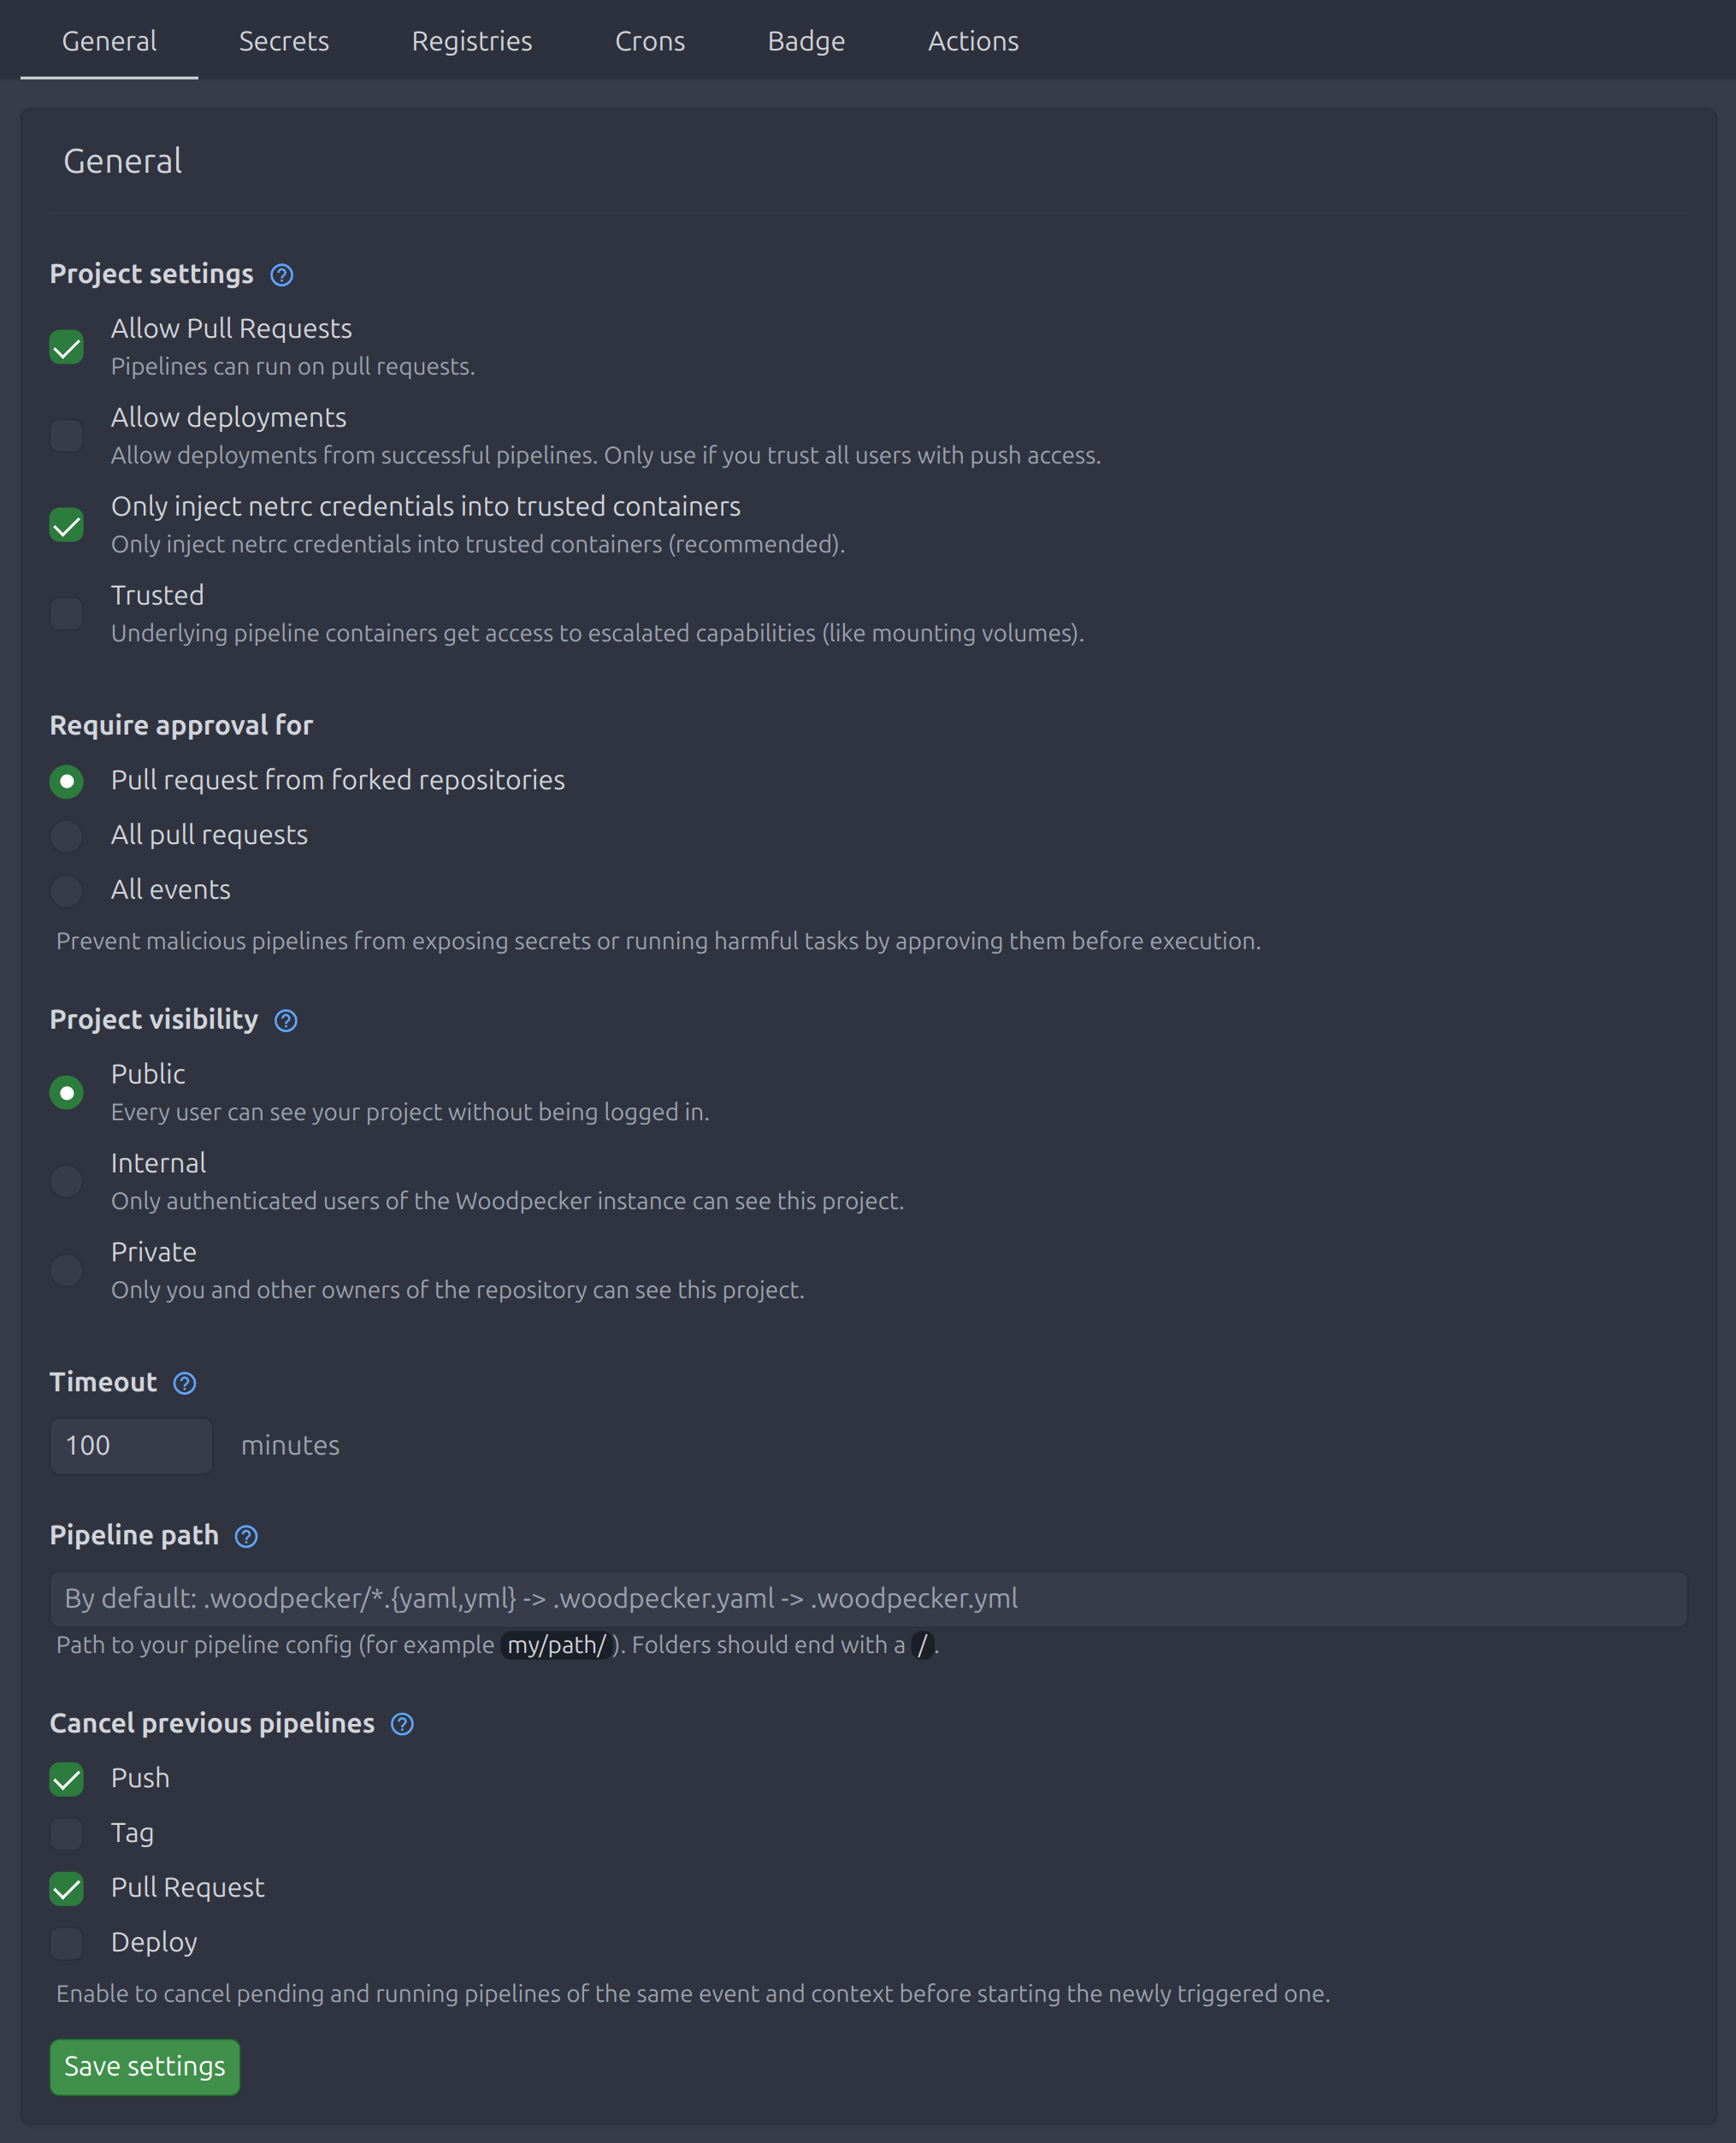 General Secrets Registries Crons Badge Actions
General
Project settings
Allow Pull Requests
Pipelines can run on pull requests.
Allow deployments
Allow deployments from successful pipelines. Only use if you trust all users with push access.
Only inject netrc credentials into trusted containers
Only inject netrc credentials into trusted containers (recommended).
Trusted
Underlying pipeline containers get access to escalated capabilities (like mounting volumes).
Require approval for
Pull request from forked repositories
All pull requests
All events
Prevent malicious pipelines from exposing secrets or running harmful tasks by approving them before execution.
Project visibility
Public
Every user can see your project without being logged in.
Internal
Only authenticated users of the Woodpecker instance can see this project.
Private
Only you and other owners of the repository can see this project.
Timeout
100 minutes
Pipeline path
By default: .woodpecker/*.{yaml,yml} -> .woodpecker.yaml -> .woodpecker.yml
Path to your pipeline config (for example my/path/). Folders should end with a /.
Cancel previous pipelines
Push
Tag
Pull Request
Deploy
Enable to cancel pending and running pipelines of the same event and context before starting the newly triggered one.
Save settings